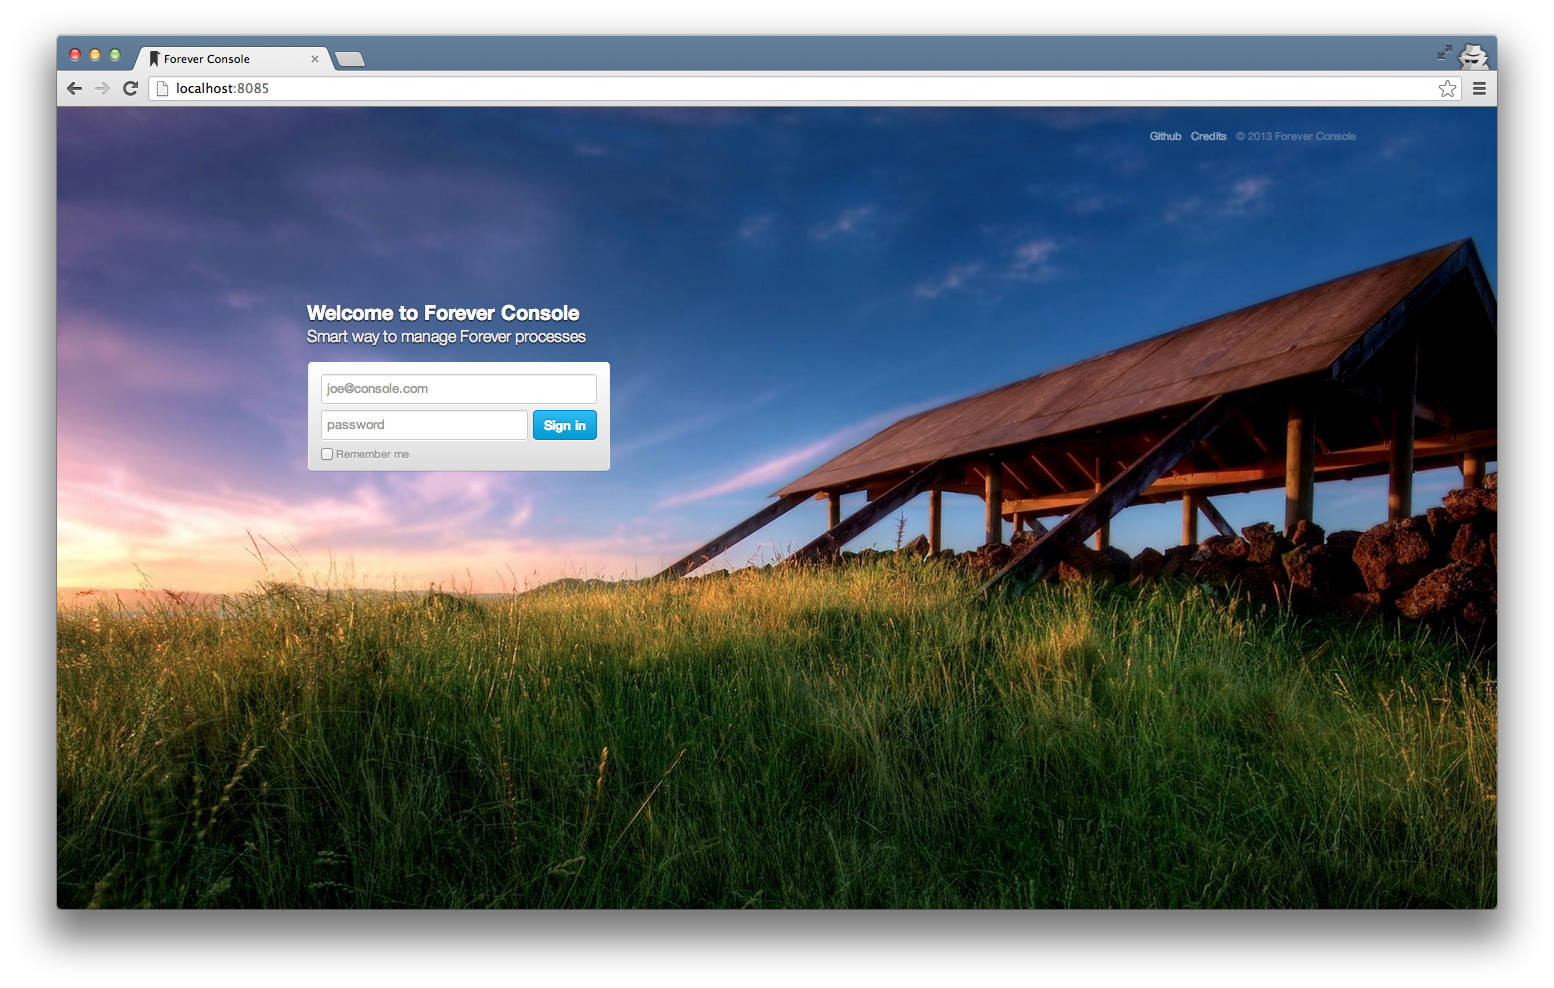 Forever Console
localhost:8085
Github Credits © 2013 Forever Console
Welcome to Forever Console
Smart way to manage Forever processes
joe@console.com
password
Sign in
Remember me